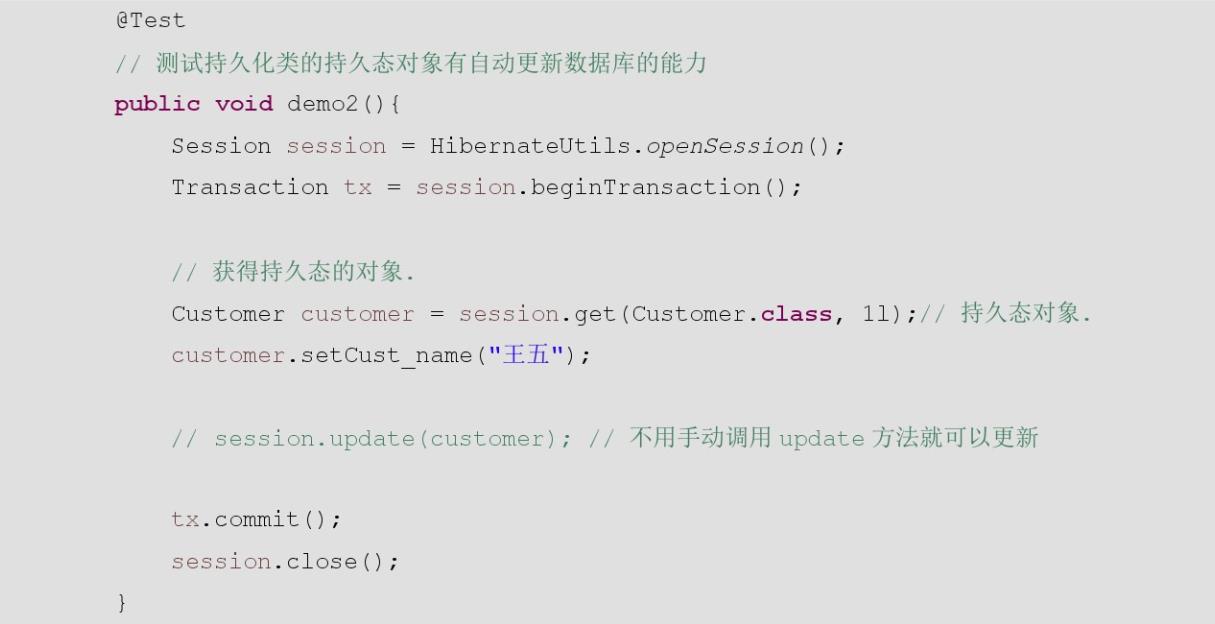 @Test
// 测试持久化类的持久态对象有自动更新数据库的能力
public void demo2(){
Session session = HibernateUtils.openSession();
Transaction tx = session.beginTransaction();
// 获得持久态的对象.
Customer customer = session.get(Customer.class, 1l);// 持久态对象.
customer.setCust_name("王五");
// session.update(customer); // 不用手动调用 update 方法就可以更新
tx.commit();
session.close();
}